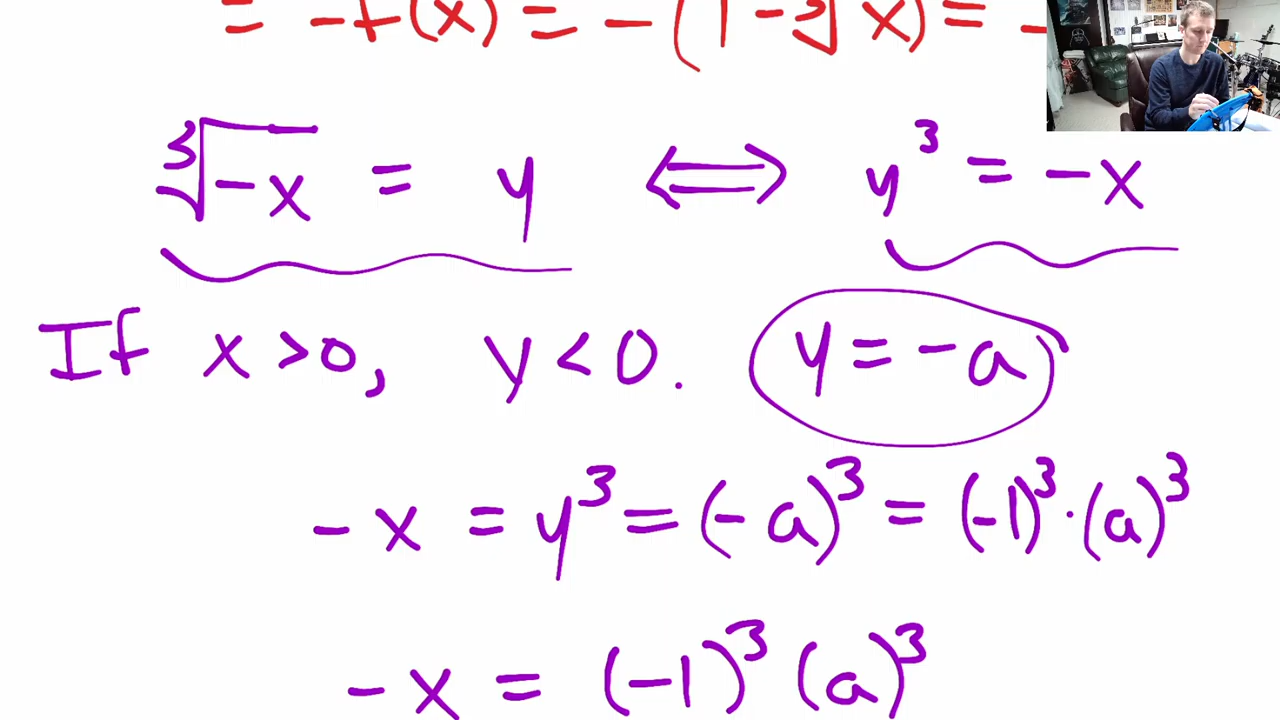 = -f(x) = -(1 - ∛x) = -
∛-x = y ⟺ y³ = -x
If x > 0, y < 0. y = -a
-x = y³ = (-a)³ = (-1)³ · (a)³
-x = (-1)³ (a)³